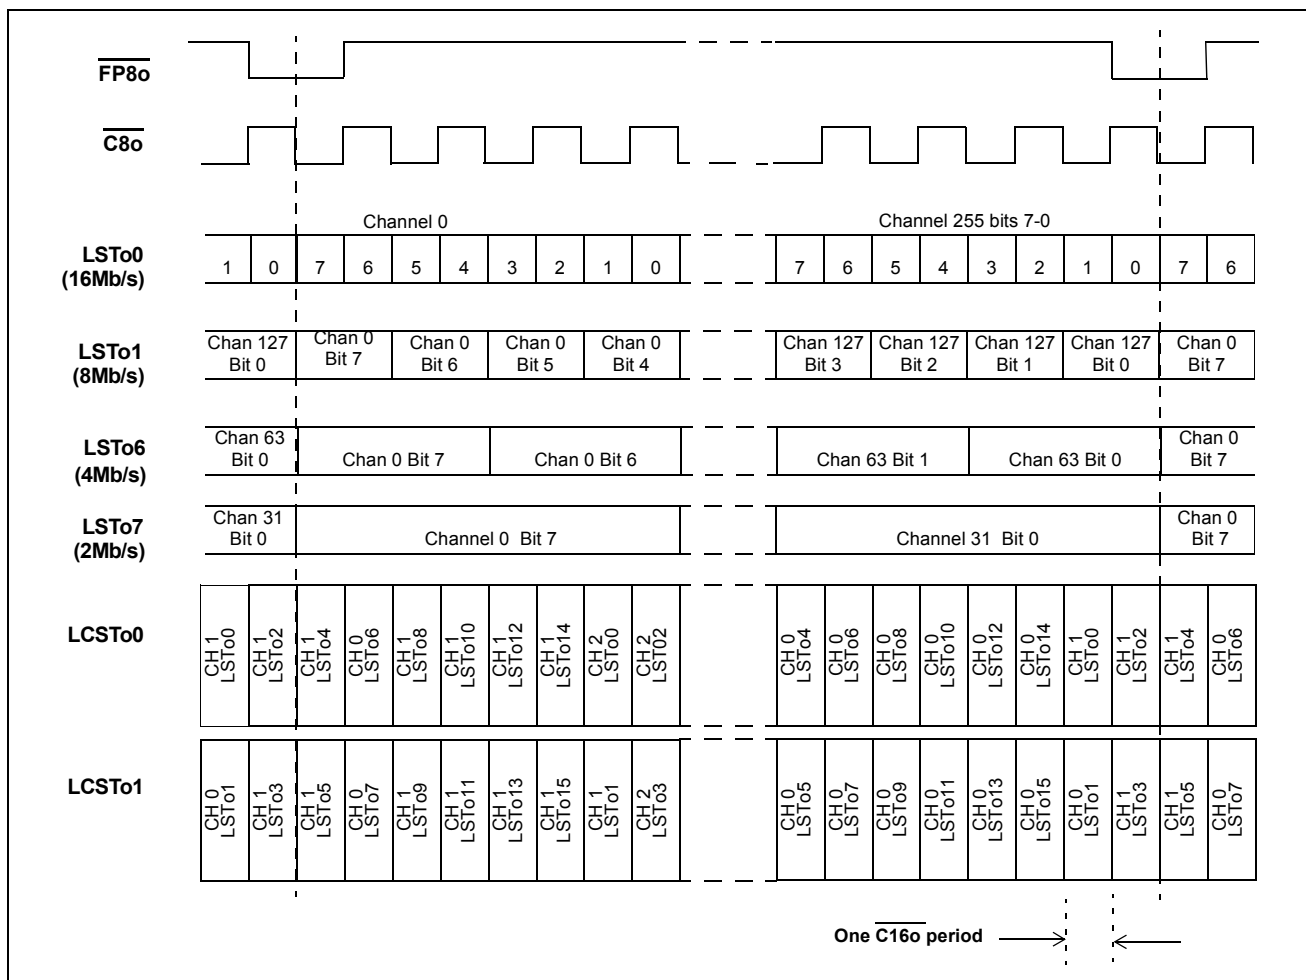 FP8o
C8o
Channel 0
Channel 255 bits 7-0
LSTo0
(16Mb/s)
1 0 7 6 5 4 3 2 1 0 7 6 5 4 3 2 1 0 7 6
LSTo1
(8Mb/s)
Chan 127 Chan 0 Chan 0 Chan 0 Chan 0 Chan 127 Chan 127 Chan 127 Chan 127 Chan 0
Bit 0 Bit 7 Bit 6 Bit 5 Bit 4 Bit 3 Bit 2 Bit 1 Bit 0 Bit 7
LSTo6
(4Mb/s)
Chan 63
Bit 0
Chan 0 Bit 7
Chan 0 Bit 6
Chan 63 Bit 1
Chan 63 Bit 0
Chan 0
Bit 7
LSTo7
(2Mb/s)
Chan 31
Bit 0
Channel 0 Bit 7
Channel 31 Bit 0
Chan 0
Bit 7
LCSTo0
CH 1
LSTo0
CH 1
LSTo2
CH 1
LSTo4
CH 0
LSTo6
CH 1
LSTo8
CH 1
LSTo10
CH 1
LSTo12
CH 1
LSTo14
CH 2
LSTo0
CH 2
LST02
CH 0
LSTo4
CH 0
LSTo6
CH 0
LSTo8
CH 0
LSTo10
CH 0
LSTo12
CH 0
LSTo14
CH 1
LSTo0
CH 1
LSTo2
CH 1
LSTo4
CH 0
LSTo6
LCSTo1
CH 0
LSTo1
CH 1
LSTo3
CH 1
LSTo5
CH 0
LSTo7
CH 1
LSTo9
CH 1
LSTo11
CH 1
LSTo13
CH 1
LSTo15
CH 1
LSTo1
CH 2
LSTo3
CH 0
LSTo5
CH 0
LSTo7
CH 0
LSTo9
CH 0
LSTo11
CH 0
LSTo13
CH 0
LSTo15
CH 0
LSTo1
CH 1
LSTo3
CH 1
LSTo5
CH 0
LSTo7
One C16o period